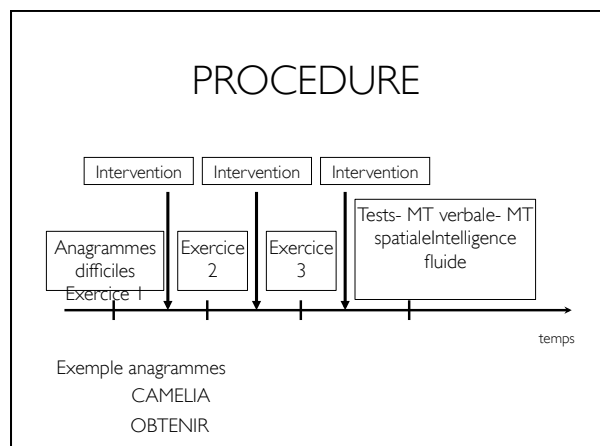 PROCEDURE
Intervention
Intervention
Intervention
Anagrammes
difficiles
Exercice 1
Exercice
2
Exercice
3
Tests- MT verbale- MT
spatialeIntelligence
fluide
temps
Exemple anagrammes
CAMELIA
OBTENIR